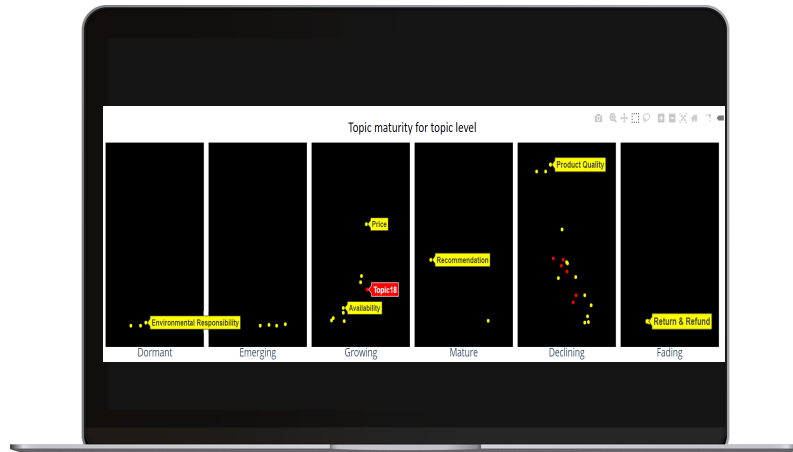 Topic maturity for topic level
Product Quality
Price
Recommendation
Topic18
Availability
Environmental Responsibility
Return & Refund
Dormant
Emerging
Growing
Mature
Declining
Fading